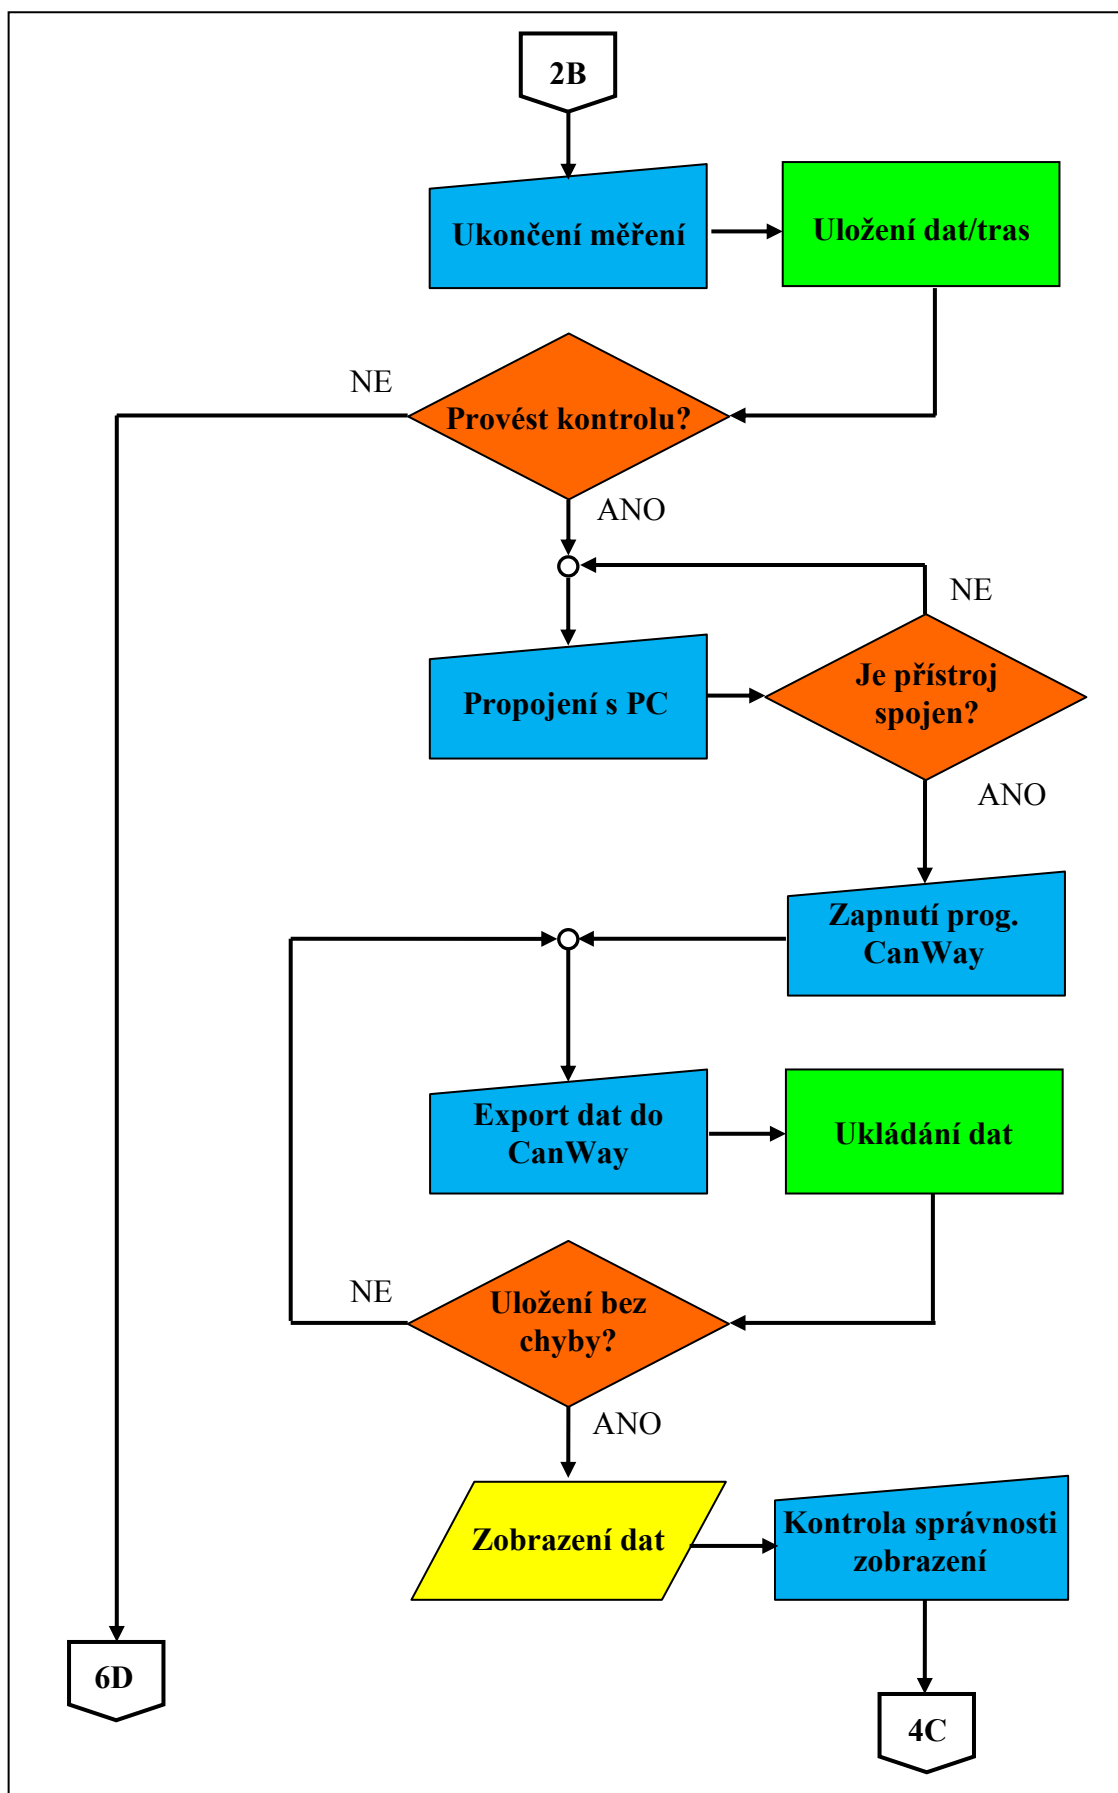 2B
Ukončení měření
Uložení dat/tras
NE
Provést kontrolu?
ANO
NE
Je přístroj
spojen?
Propojení s PC
ANO
Zapnutí prog.
CanWay
Export dat do
CanWay
Ukládání dat
NE
Uložení bez
chyby?
ANO
Zobrazení dat
Kontrola správnosti
zobrazení
6D
4C